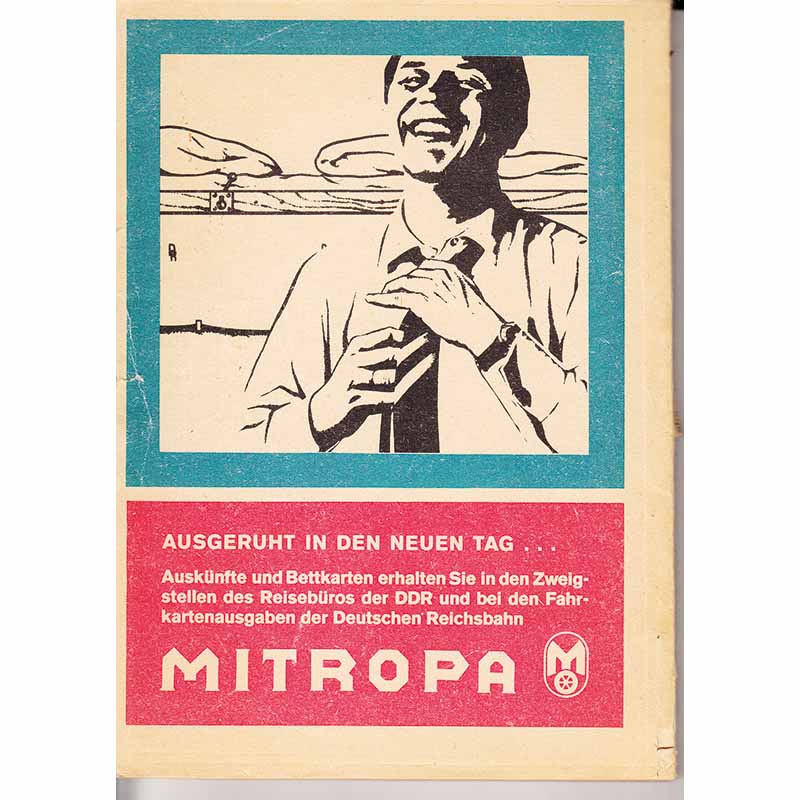 DR
AUSGERUHT IN DEN NEUEN TAG ...
Auskünfte und Bettkarten erhalten Sie in den Zweig-
stellen des Reisebüros der DDR und bei den Fahr-
kartenausgaben der Deutschen Reichsbahn
MITROPA M